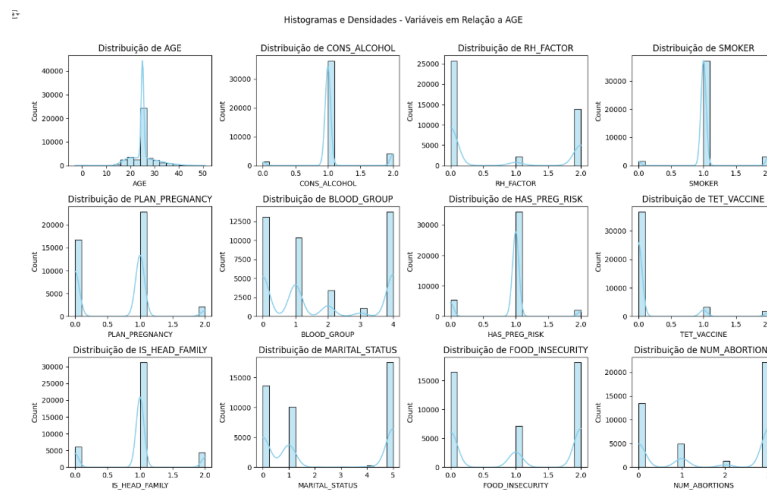 Histogramas e Densidades - Variáveis em Relação a AGE
Distribuição de AGE
Count
40000
30000
20000
10000
0
0 10 20 30 40 50
AGE
Distribuição de CONS_ALCOHOL
Count
30000
20000
10000
0
0.0 0.5 1.0 1.5 2.0
CONS_ALCOHOL
Distribuição de RH_FACTOR
Count
25000
20000
15000
10000
5000
0
0.0 0.5 1.0 1.5 2.0
RH_FACTOR
Distribuição de SMOKER
Count
30000
20000
10000
0
0.0 0.5 1.0 1.5 2.0
SMOKER
Distribuição de PLAN_PREGNANCY
Count
20000
15000
10000
5000
0
0.0 0.5 1.0 1.5 2.0
PLAN_PREGNANCY
Distribuição de BLOOD_GROUP
Count
12500
10000
7500
5000
2500
0
0 1 2 3 4
BLOOD_GROUP
Distribuição de HAS_PREG_RISK
Count
30000
20000
10000
0
0.0 0.5 1.0 1.5 2.0
HAS_PREG_RISK
Distribuição de TET_VACCINE
Count
30000
20000
10000
0
0.0 0.5 1.0 1.5 2.0
TET_VACCINE
Distribuição de IS_HEAD_FAMILY
Count
30000
25000
20000
15000
10000
5000
0
0.0 0.5 1.0 1.5 2.0
IS_HEAD_FAMILY
Distribuição de MARITAL_STATUS
Count
15000
10000
5000
0
0 1 2 3 4 5
MARITAL_STATUS
Distribuição de FOOD_INSECURITY
Count
15000
10000
5000
0
0.0 0.5 1.0 1.5 2.0
FOOD_INSECURITY
Distribuição de NUM_ABORTION
Count
20000
15000
10000
5000
0
0 1 2
NUM_ABORTIONS